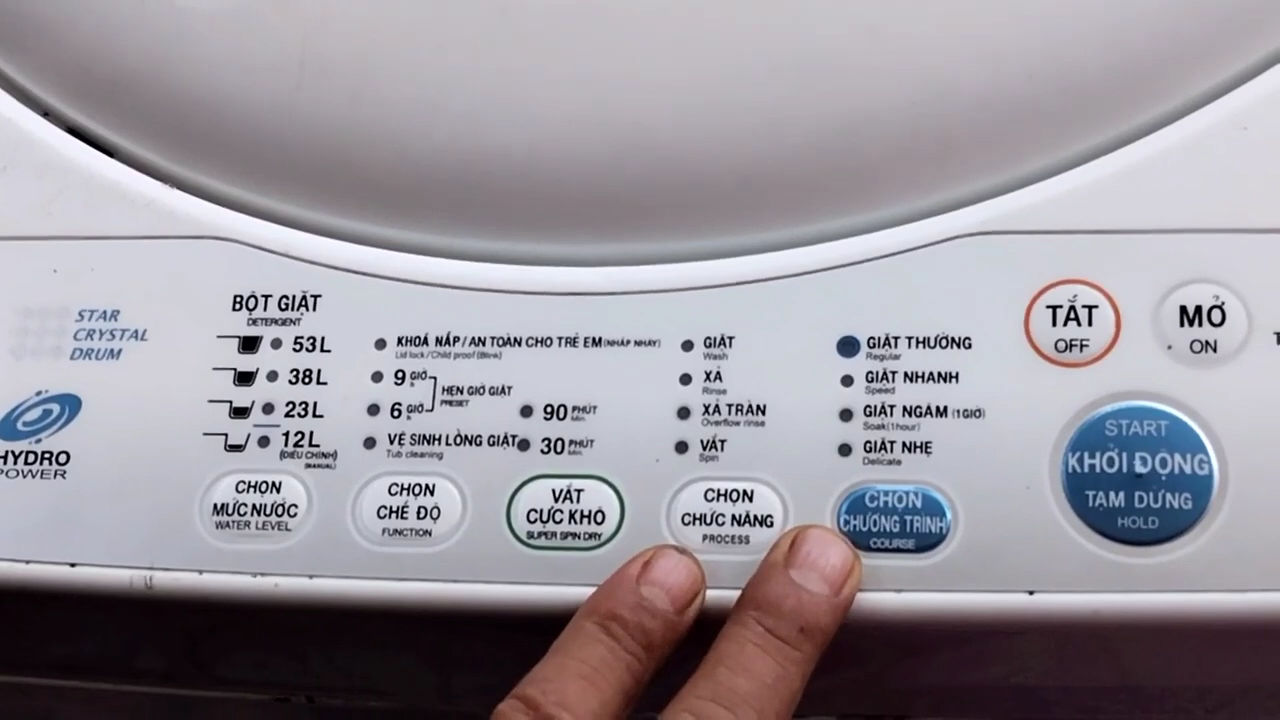 STAR
CRYSTAL
DRUM
HYDRO
POWER
BỘT GIẶT
DETERGENT
53L
38L
23L
12L
(ĐIỀU CHỈNH)
(MANUAL)
CHỌN
MỨC NƯỚC
WATER LEVEL
KHOÁ NẮP / AN TOÀN CHO TRẺ EM (NHÁP NHÁY)
Lid lock/Child proof (Blink)
9 GIỜ
h
6 GIỜ
h
HẸN GIỜ GIẶT
PRESET
VỆ SINH LỒNG GIẶT
Tub cleaning
CHỌN
CHẾ ĐỘ
FUNCTION
90 PHÚT
Min.
30 PHÚT
Min.
VẮT
CỰC KHÔ
SUPER SPIN DRY
GIẶT
Wash
XẢ
Rinse
XẢ TRÀN
Overflow rinse
VẮT
Spin
CHỌN
CHỨC NĂNG
PROCESS
GIẶT THƯỜNG
Regular
GIẶT NHANH
Speed
GIẶT NGÂM (1GIỜ)
Soak(1hour)
GIẶT NHẸ
Delicate
CHỌN
CHƯƠNG TRÌNH
COURSE
TẮT
OFF
MỞ
ON
START
KHỞI ĐỘNG
TẠM DỪNG
HOLD